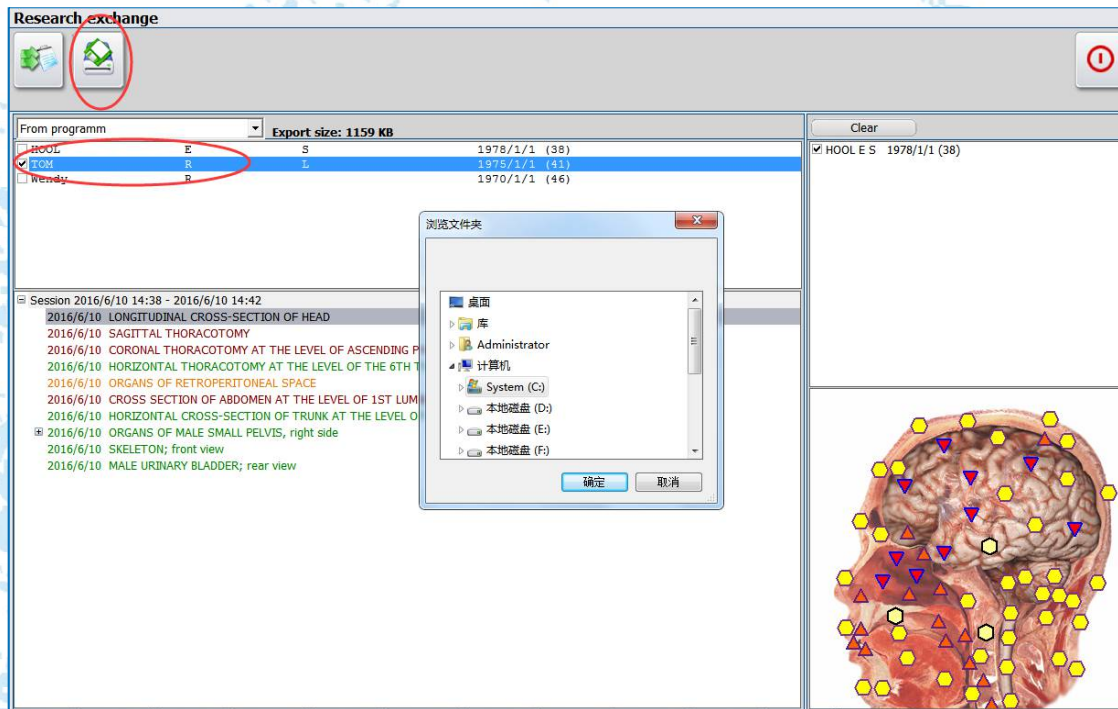 Research exchange
From programm
Export size: 1159 KB
Clear
HOOL E S 1978/1/1 (38)
TOM R L 1975/1/1 (41)
Wendy R 1970/1/1 (46)
HOOL E S 1978/1/1 (38)
浏览文件夹
桌面
库
Administrator
计算机
System (C:)
本地磁盘 (D:)
本地磁盘 (E:)
本地磁盘 (F:)
确定
取消
Session 2016/6/10 14:38 - 2016/6/10 14:42
2016/6/10 LONGITUDINAL CROSS-SECTION OF HEAD
2016/6/10 SAGITTAL THORACOTOMY
2016/6/10 CORONAL THORACOTOMY AT THE LEVEL OF ASCENDING
2016/6/10 HORIZONTAL THORACOTOMY AT THE LEVEL OF THE 6TH
2016/6/10 ORGANS OF RETROPERITONEAL SPACE
2016/6/10 CROSS SECTION OF ABDOMEN AT THE LEVEL OF 1ST LUM
2016/6/10 HORIZONTAL CROSS-SECTION OF TRUNK AT THE LEVEL O
2016/6/10 ORGANS OF MALE SMALL PELVIS, right side
2016/6/10 SKELETON; front view
2016/6/10 MALE URINARY BLADDER; rear view